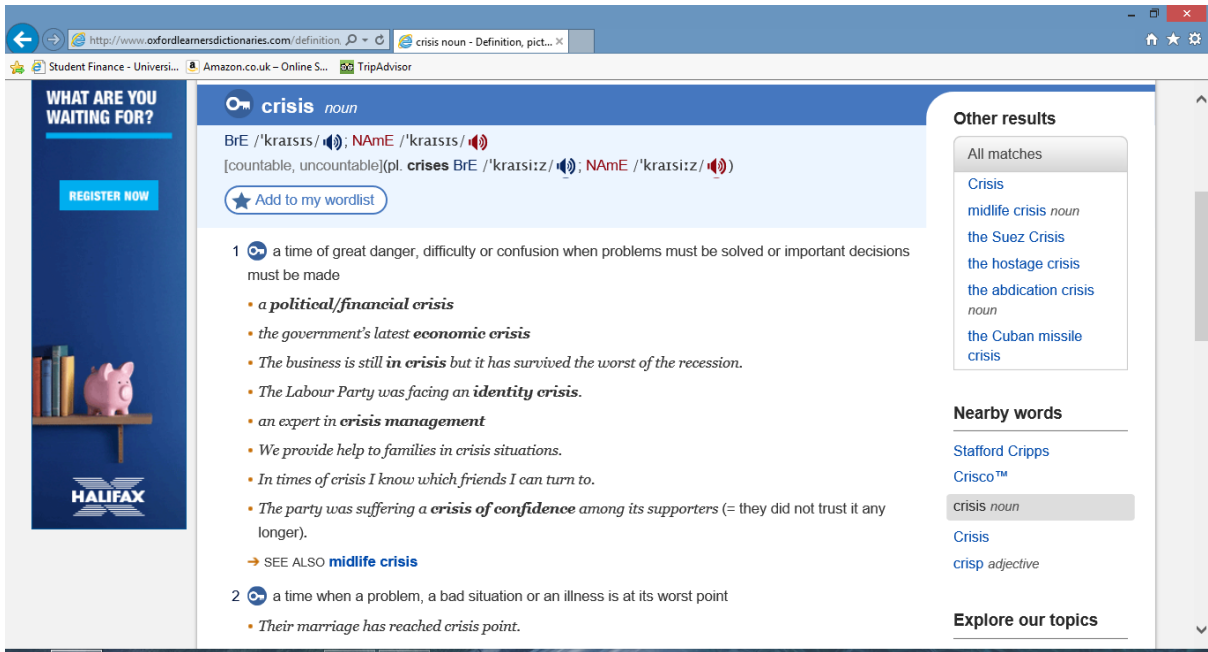 http://www.oxfordlearnersdictionaries.com/definition,
crisis noun - Definition, pict...
Student Finance - Universi...
Amazon.co.uk – Online S...
TripAdvisor
WHAT ARE YOU
WAITING FOR?
REGISTER NOW
HALIFAX
crisis noun
BrE /ˈkraɪsɪs/ ; NAmE /ˈkraɪsɪs/
[countable, uncountable](pl. crises BrE /ˈkraɪsiːz/ ; NAmE /ˈkraɪsiːz/ )
Add to my wordlist
1 a time of great danger, difficulty or confusion when problems must be solved or important decisions
must be made
• a political/financial crisis
• the government’s latest economic crisis
• The business is still in crisis but it has survived the worst of the recession.
• The Labour Party was facing an identity crisis.
• an expert in crisis management
• We provide help to families in crisis situations.
• In times of crisis I know which friends I can turn to.
• The party was suffering a crisis of confidence among its supporters (= they did not trust it any
longer).
➔ SEE ALSO midlife crisis
2 a time when a problem, a bad situation or an illness is at its worst point
• Their marriage has reached crisis point.
Other results
All matches
Crisis
midlife crisis noun
the Suez Crisis
the hostage crisis
the abdication crisis
noun
the Cuban missile
crisis
Nearby words
Stafford Cripps
Crisco™
crisis noun
Crisis
crisp adjective
Explore our topics